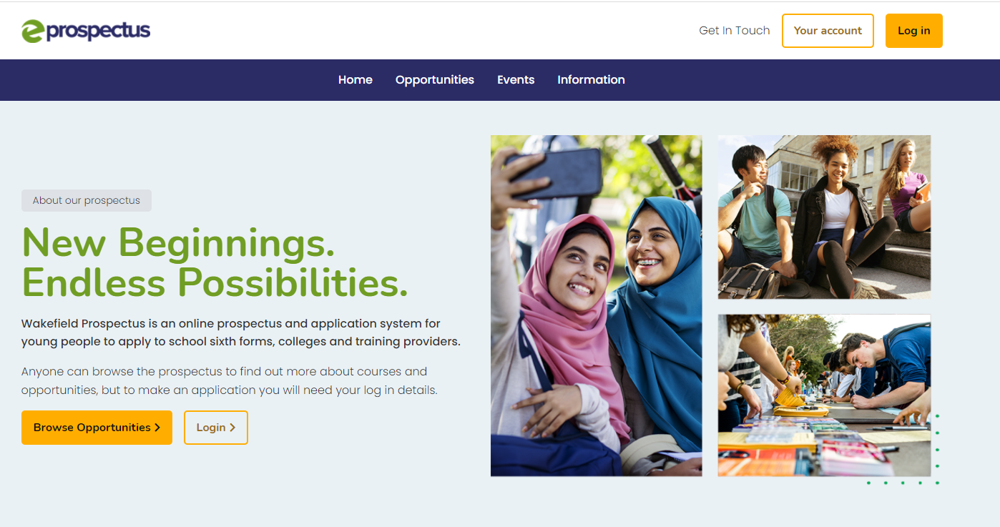 eprospectus
Get In Touch
Your account
Log in
Home
Opportunities
Events
Information
About our prospectus
New Beginnings.
Endless Possibilities.
Wakefield Prospectus is an online prospectus and application system for
young people to apply to school sixth forms, colleges and training providers.
Anyone can browse the prospectus to find out more about courses and
opportunities, but to make an application you will need your log in details.
Browse Opportunities
Login